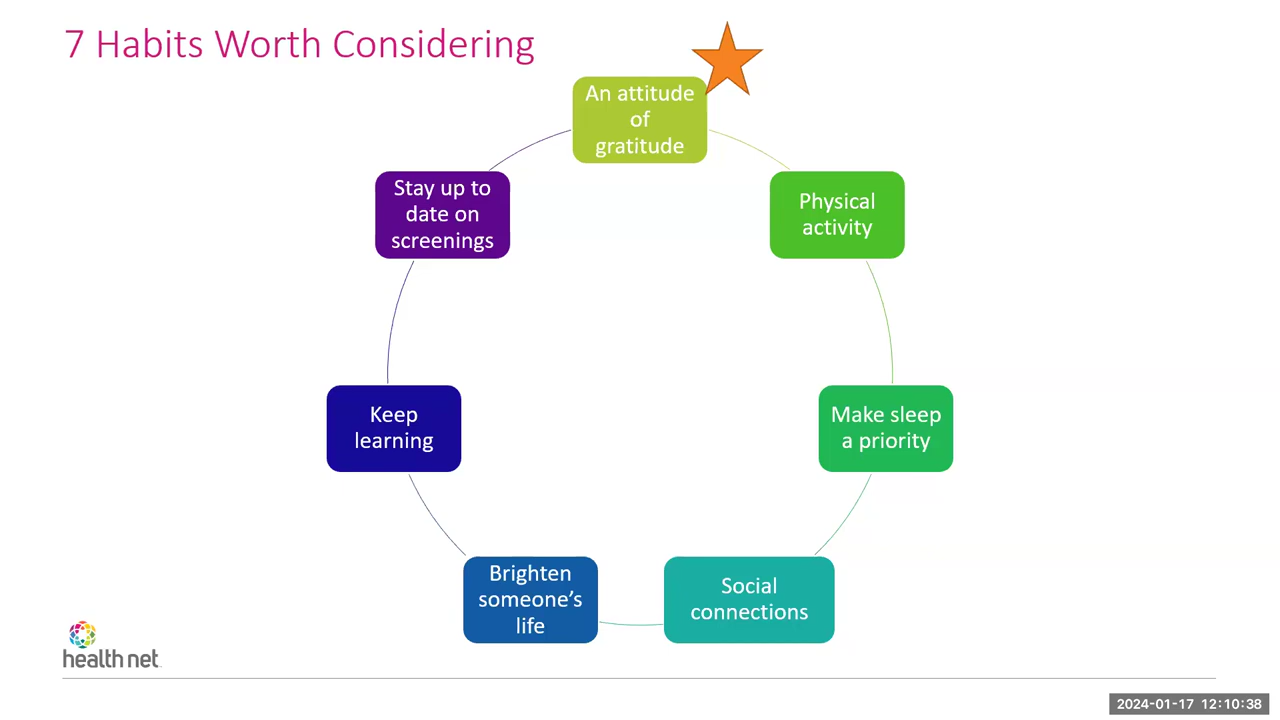 7 Habits Worth Considering
An attitude
of
gratitude
Physical
activity
Make sleep
a priority
Social
connections
Brighten
someone’s
life
Keep
learning
Stay up to
date on
screenings
health net
2024-01-17 12:10:38